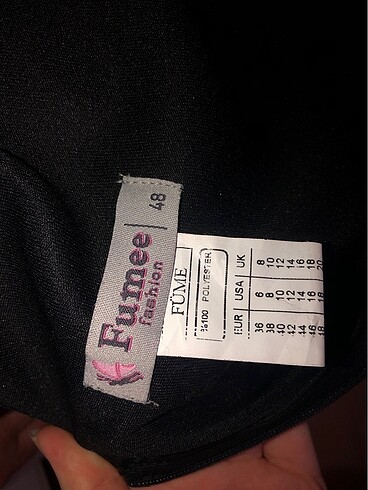 Fumee | 48
fashion
FÜME
%100 POLYESTER
EUR USA UK
36 6 8
38 8 10
40 10 12
42 12 14
44 14 16
46 16 18
48 18 20